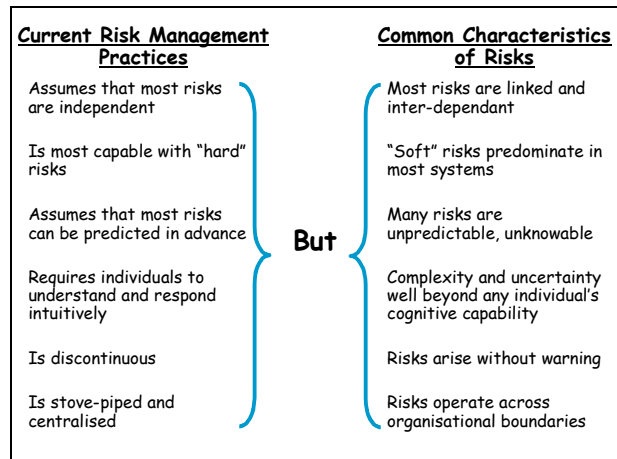 Current Risk Management
Practices
Assumes that most risks
are independent
Is most capable with “hard”
risks
Assumes that most risks
can be predicted in advance
Requires individuals to
understand and respond
intuitively
Is discontinuous
Is stove-piped and
centralised
But
Common Characteristics
of Risks
Most risks are linked and
inter-dependant
“Soft” risks predominate in
most systems
Many risks are
unpredictable, unknowable
Complexity and uncertainty
well beyond any individual’s
cognitive capability
Risks arise without warning
Risks operate across
organisational boundaries